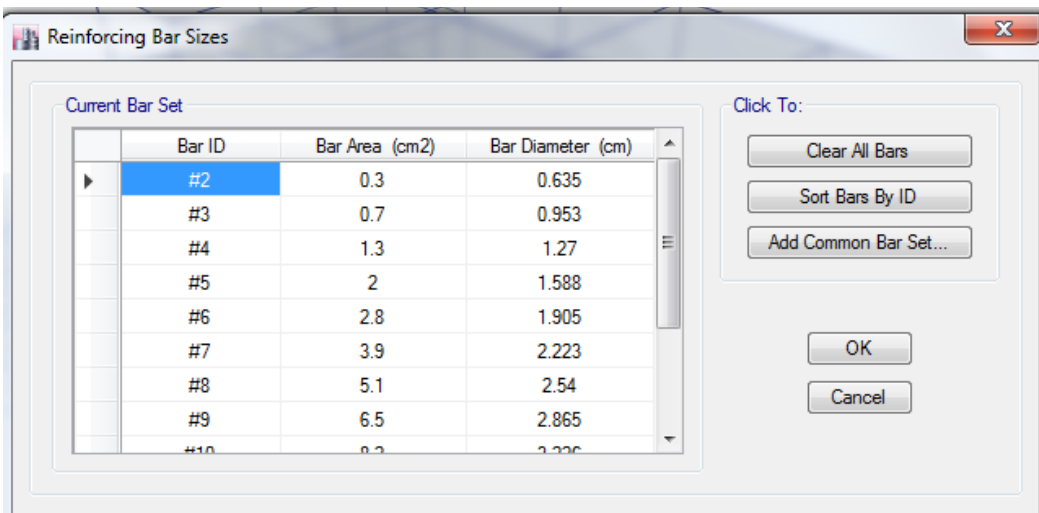 Reinforcing Bar Sizes
Current Bar Set
Bar ID Bar Area (cm2) Bar Diameter (cm)
#2 0.3 0.635
#3 0.7 0.953
#4 1.3 1.27
#5 2 1.588
#6 2.8 1.905
#7 3.9 2.223
#8 5.1 2.54
#9 6.5 2.865
#10
Click To:
Clear All Bars
Sort Bars By ID
Add Common Bar Set...
OK
Cancel